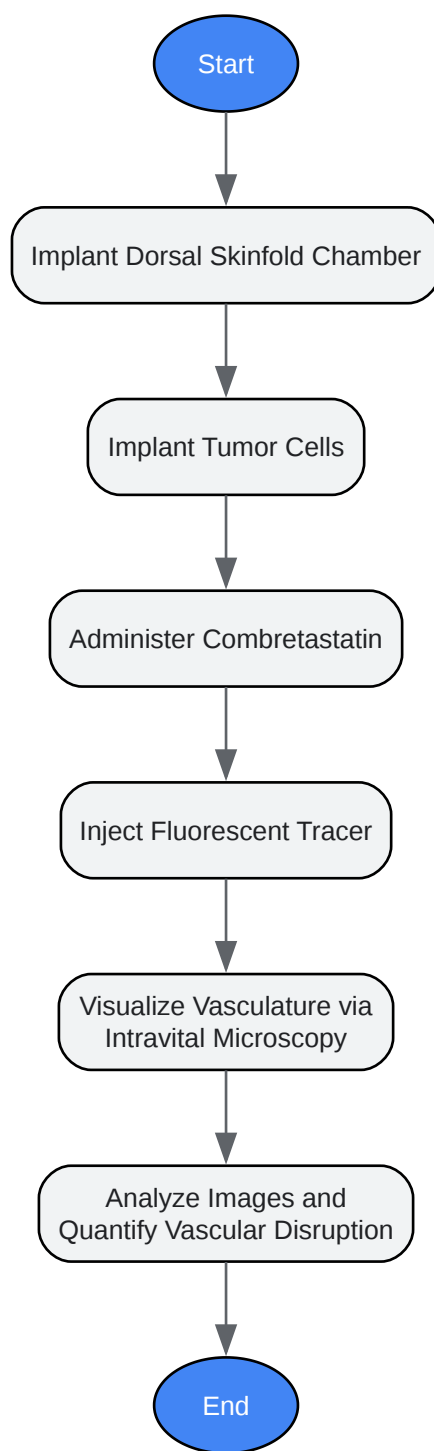 Start
Implant Dorsal Skinfold Chamber
Implant Tumor Cells
Administer Combretastatin
Inject Fluorescent Tracer
Visualize Vasculature via
Intravital Microscopy
Analyze Images and
Quantify Vascular Disruption
End